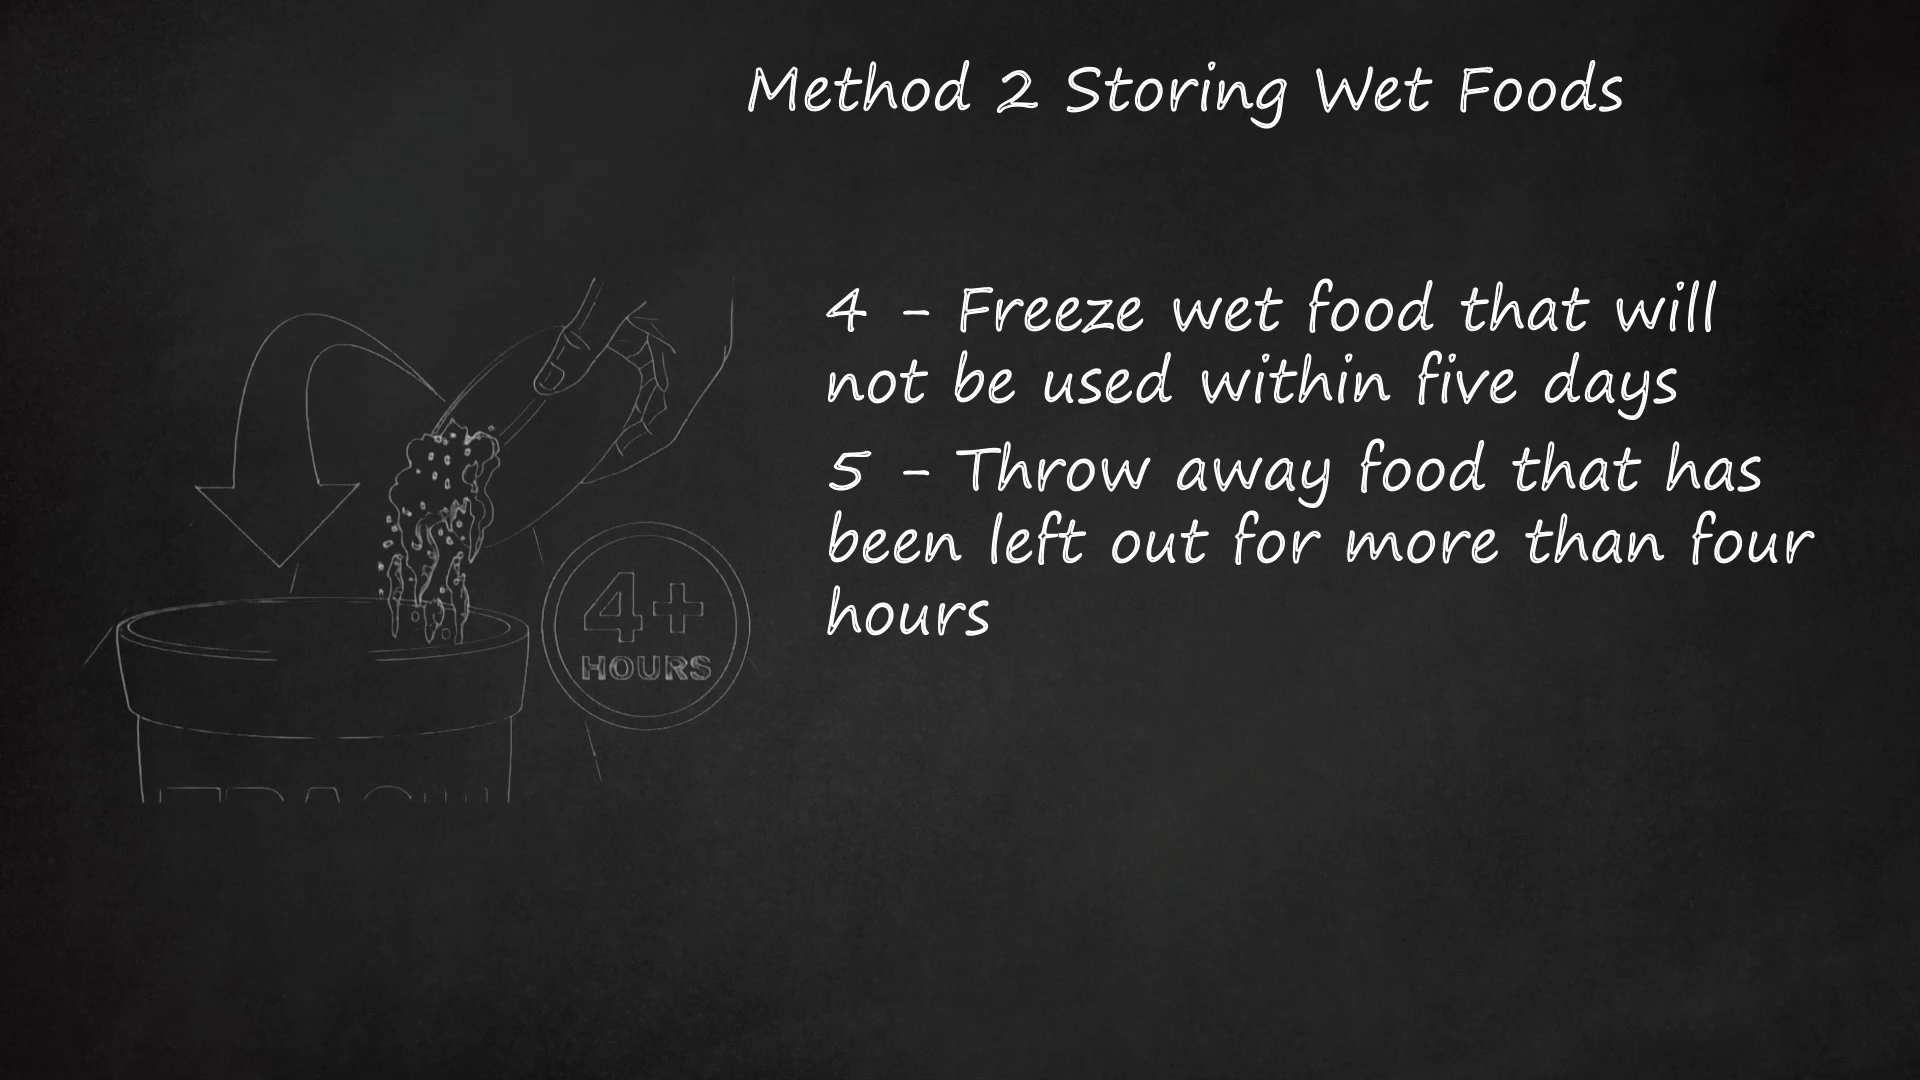 Method 2 Storing Wet Foods
4 - Freeze wet food that will
not be used within five days
5 - Throw away food that has
been left out for more than four
hours
4+
HOURS